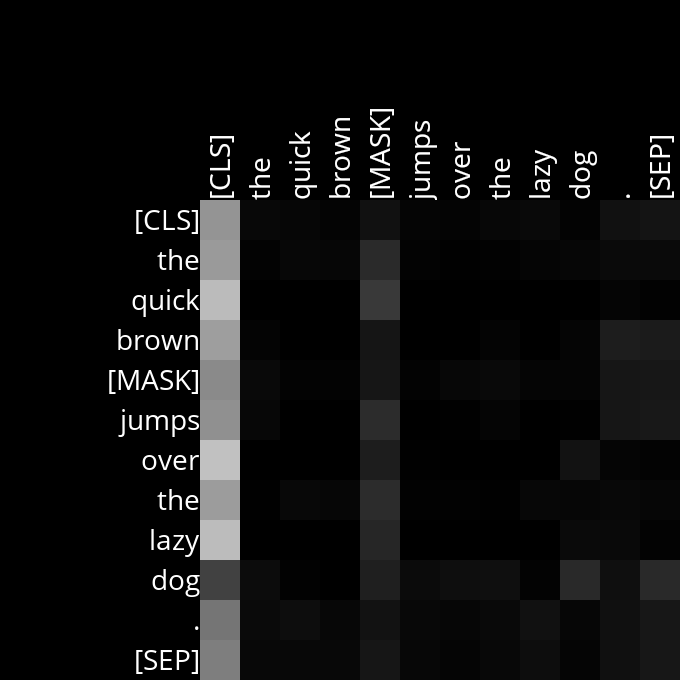 [CLS] the quick brown [MASK] jumps over the lazy dog . [SEP]
[CLS]
the
quick
brown
[MASK]
jumps
over
the
lazy
dog
.
[SEP]